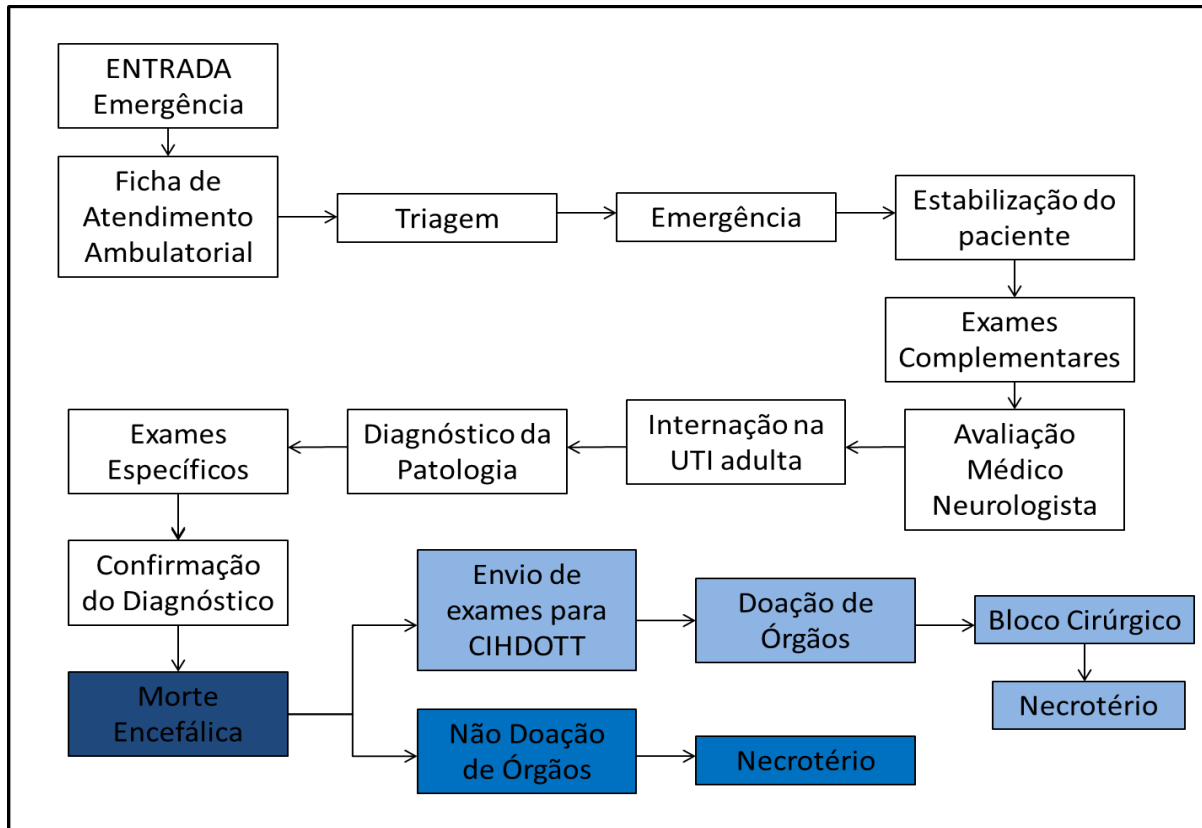 ENTRADA
Emergência
Ficha de
Atendimento
Ambulatorial
Triagem
Emergência
Estabilização do
paciente
Exames
Complementares
Avaliação
Médico
Neurologista
Internação na
UTI adulta
Diagnóstico da
Patologia
Exames
Específicos
Confirmação
do Diagnóstico
Morte
Encefálica
Envio de
exames para
CIHDOTT
Doação de
Órgãos
Bloco Cirúrgico
Necrotério
Não Doação
de Órgãos
Necrotério